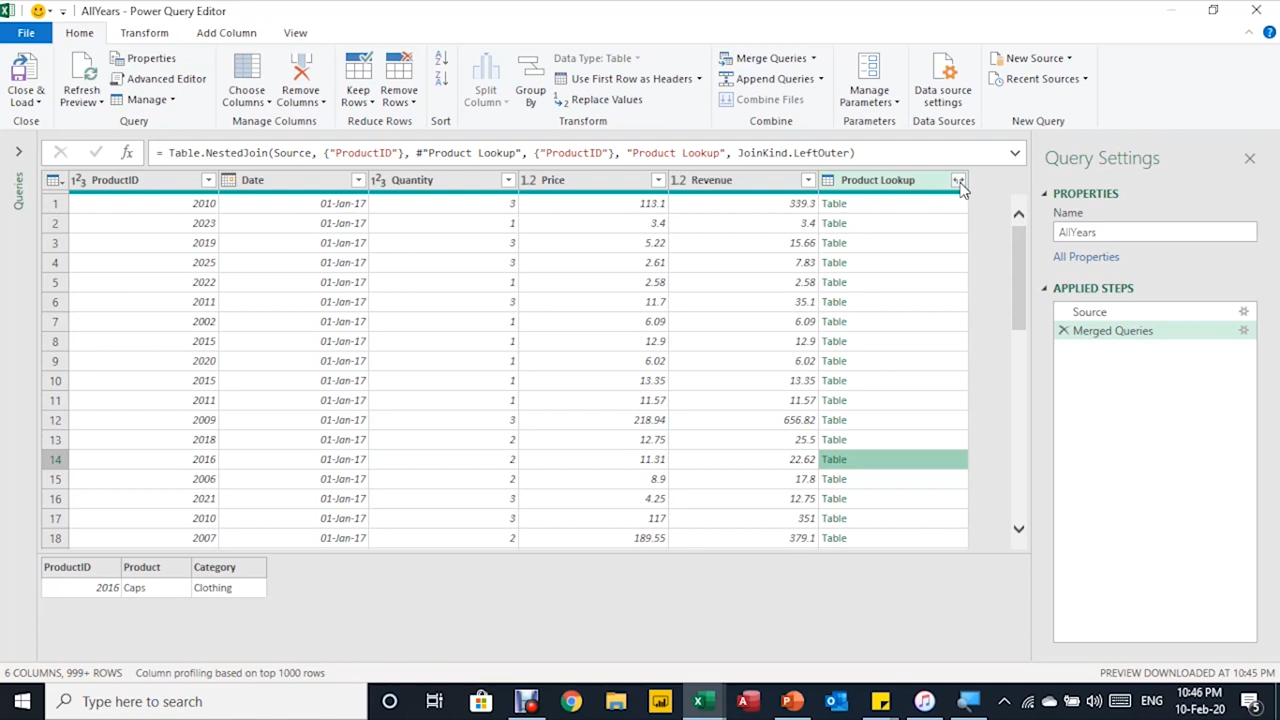 AllYears - Power Query Editor
File Home Transform Add Column View
Close & Load
Close
Refresh Preview
Properties
Advanced Editor
Manage
Query
Choose Columns
Remove Columns
Manage Columns
Keep Rows
Remove Rows
Reduce Rows
Sort
Split Column
Group By
Data Type: Table
Use First Row as Headers
Replace Values
Transform
Merge Queries
Append Queries
Combine Files
Combine
Manage Parameters
Parameters
Data source settings
Data Sources
New Source
Recent Sources
New Query
Queries
= Table.NestedJoin(Source, {"ProductID"}, #"Product Lookup", {"ProductID"}, "Product Lookup", JoinKind.LeftOuter)
ProductID Date Quantity 1.2 Price 1.2 Revenue Product Lookup
1 2010 01-Jan-17 3 113.1 339.3 Table
2 2023 01-Jan-17 1 3.4 3.4 Table
3 2019 01-Jan-17 3 5.22 15.66 Table
4 2025 01-Jan-17 3 2.61 7.83 Table
5 2022 01-Jan-17 1 2.58 2.58 Table
6 2011 01-Jan-17 3 11.7 35.1 Table
7 2002 01-Jan-17 1 6.09 6.09 Table
8 2015 01-Jan-17 1 12.9 12.9 Table
9 2020 01-Jan-17 1 6.02 6.02 Table
10 2015 01-Jan-17 1 13.35 13.35 Table
11 2011 01-Jan-17 1 11.57 11.57 Table
12 2009 01-Jan-17 3 218.94 656.82 Table
13 2018 01-Jan-17 2 12.75 25.5 Table
14 2016 01-Jan-17 2 11.31 22.62 Table
15 2006 01-Jan-17 2 8.9 17.8 Table
16 2021 01-Jan-17 3 4.25 12.75 Table
17 2010 01-Jan-17 3 117 351 Table
18 2007 01-Jan-17 2 189.55 379.1 Table
ProductID Product Category
2016 Caps Clothing
Query Settings
PROPERTIES
Name
AllYears
All Properties
APPLIED STEPS
Source
Merged Queries
6 COLUMNS, 999+ ROWS Column profiling based on top 1000 rows PREVIEW DOWNLOADED AT 10:45 PM
Type here to search
ENG
10:46 PM
10-Feb-20
5